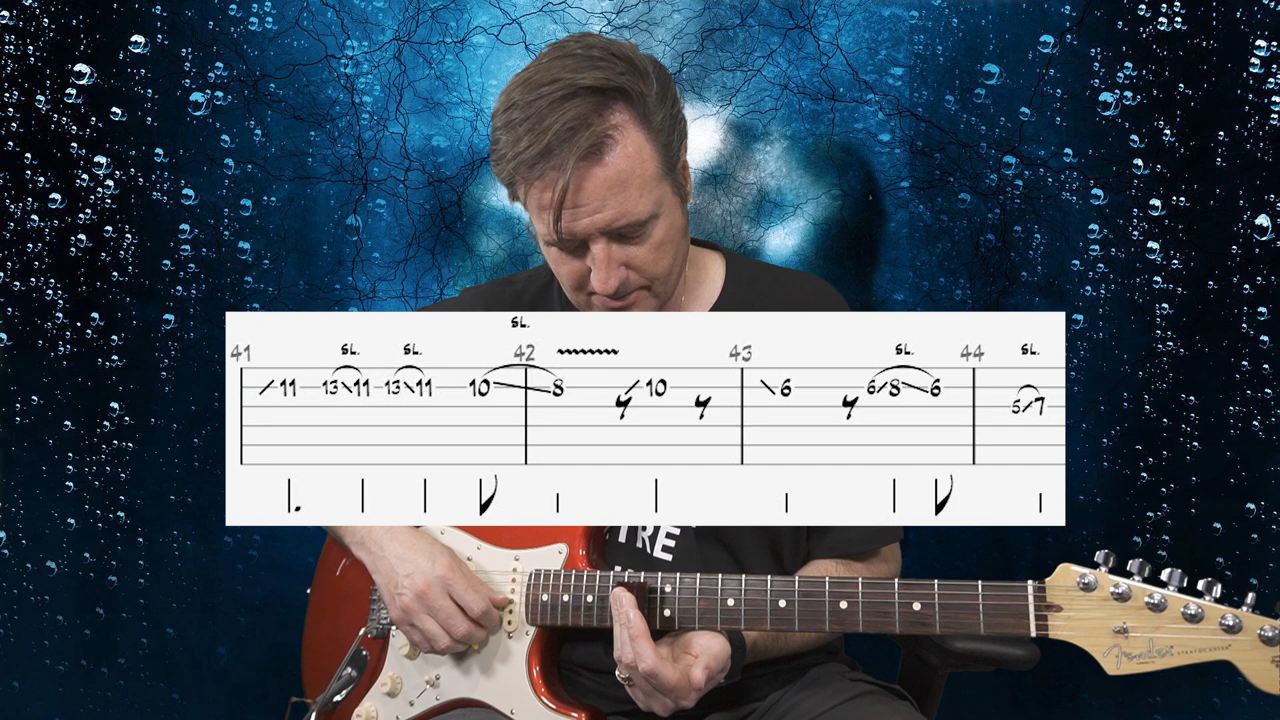 SL.
41 SL. SL. 42 43 SL. 44 SL.
11 13 11 13 11 10 8 10 6 6 8 6
5 7
TRE
Fender STRATOCASTER